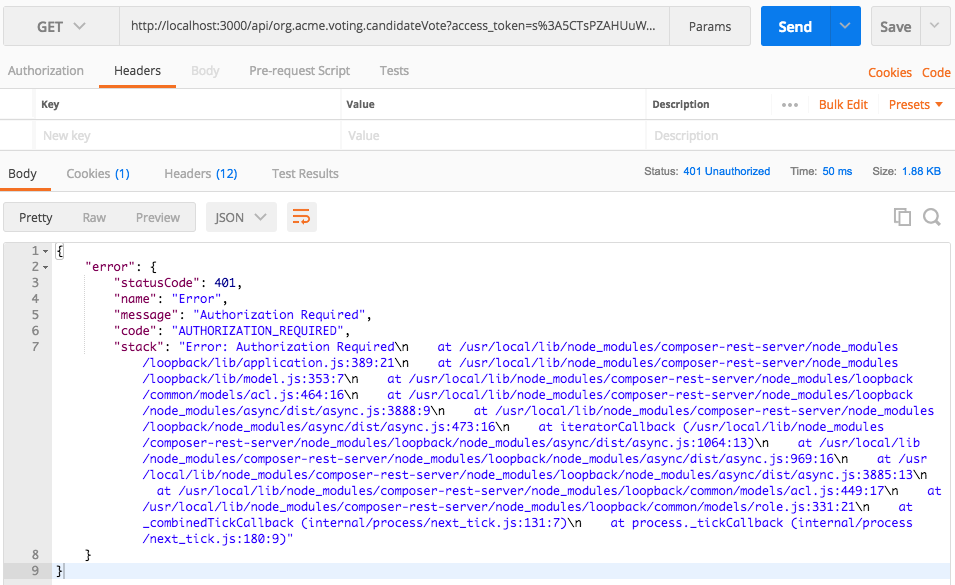 GET http://localhost:3000/api/org.acme.voting.candidateVote?access_token=s%3A5CTsPZAHUuW... Params Send Save
Authorization Headers Body Pre-request Script Tests Cookies Code
Key Value Description ••• Bulk Edit Presets
New key Value Description
Body Cookies (1) Headers (12) Test Results Status: 401 Unauthorized Time: 50 ms Size: 1.88 KB
Pretty Raw Preview JSON
1 {
2 "error": {
3 "statusCode": 401,
4 "name": "Error",
5 "message": "Authorization Required",
6 "code": "AUTHORIZATION_REQUIRED",
7 "stack": "Error: Authorization Required\n    at /usr/local/lib/node_modules/composer-rest-server/node_modules
/loopback/lib/application.js:389:21\n    at /usr/local/lib/node_modules/composer-rest-server/node_modules
/loopback/lib/model.js:353:7\n    at /usr/local/lib/node_modules/composer-rest-server/node_modules/loopback
/common/models/acl.js:464:16\n    at /usr/local/lib/node_modules/composer-rest-server/node_modules/loopback
/node_modules/async/dist/async.js:3888:9\n    at /usr/local/lib/node_modules/composer-rest-server/node_modules
/loopback/node_modules/async/dist/async.js:473:16\n    at iteratorCallback (/usr/local/lib/node_modules
/composer-rest-server/node_modules/loopback/node_modules/async/dist/async.js:1064:13)\n    at /usr/local/lib
/node_modules/composer-rest-server/node_modules/loopback/node_modules/async/dist/async.js:969:16\n    at /usr
/local/lib/node_modules/composer-rest-server/node_modules/loopback/node_modules/async/dist/async.js:3885:13\n
at /usr/local/lib/node_modules/composer-rest-server/node_modules/loopback/common/models/acl.js:449:17\n    at
/usr/local/lib/node_modules/composer-rest-server/node_modules/loopback/common/models/role.js:331:21\n    at
_combinedTickCallback (internal/process/next_tick.js:131:7)\n    at process._tickCallback (internal/process
/next_tick.js:180:9)"
8 }
9 }